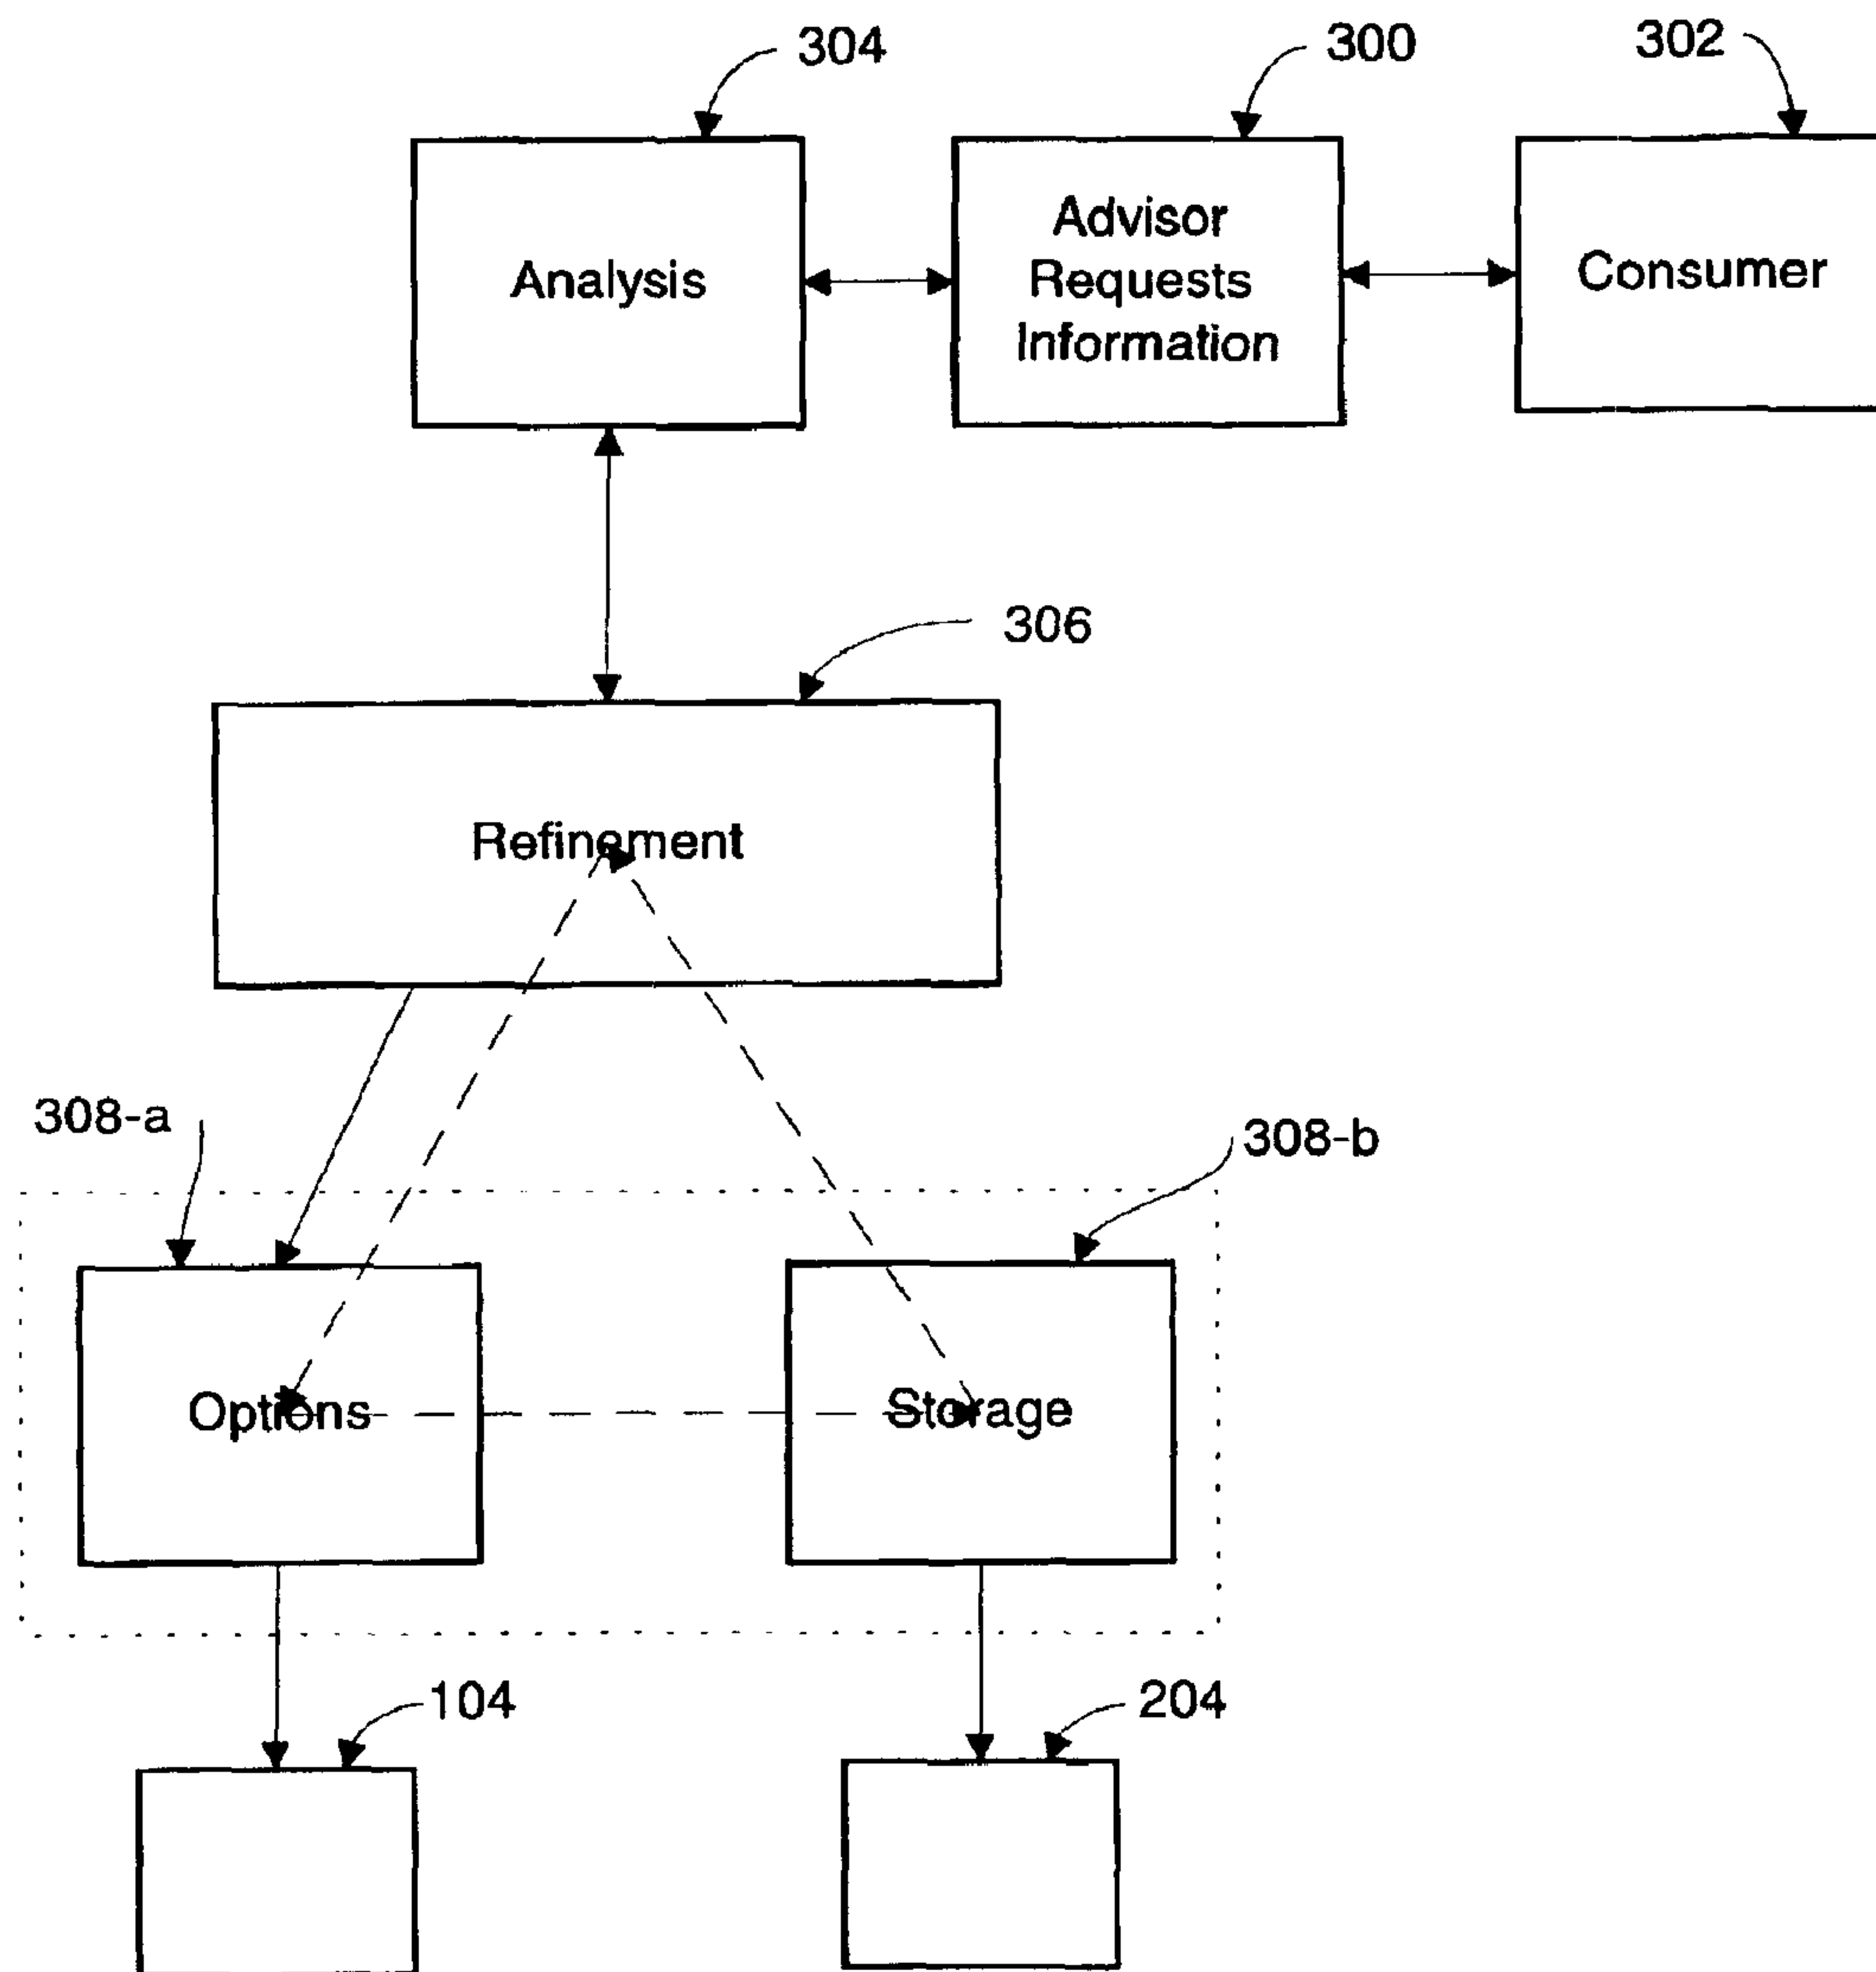 304
300
302
Analysis
Advisor
Requests
Information
Consumer
306
Refinement
308-a
308-b
Options
Storage
104
204